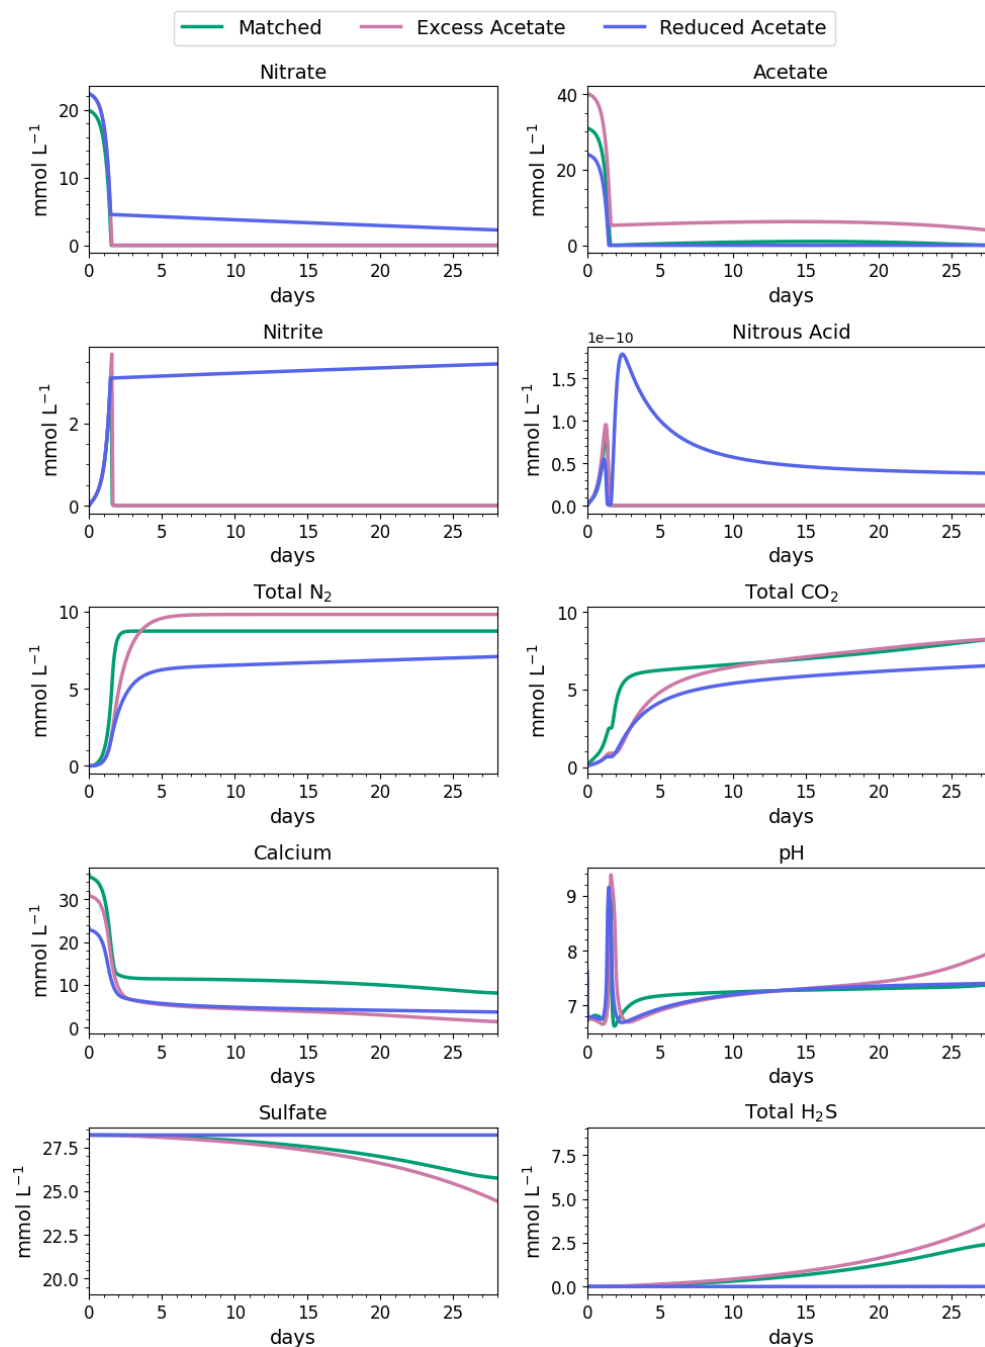 Matched Excess Acetate Reduced Acetate
Nitrate
mmol L⁻¹
20
10
0
0 5 10 15 20 25
days
Acetate
mmol L⁻¹
40
20
0
0 5 10 15 20 25
days
Nitrite
mmol L⁻¹
2
0
0 5 10 15 20 25
days
Nitrous Acid
1e−10
mmol L⁻¹
1.5
1.0
0.5
0.0
0 5 10 15 20 25
days
Total N₂
mmol L⁻¹
10
5
0
0 5 10 15 20 25
days
Total CO₂
mmol L⁻¹
10
5
0
0 5 10 15 20 25
days
Calcium
mmol L⁻¹
30
20
10
0
0 5 10 15 20 25
days
pH
9
8
7
0 5 10 15 20 25
days
Sulfate
mmol L⁻¹
27.5
25.0
22.5
20.0
0 5 10 15 20 25
days
Total H₂S
mmol L⁻¹
7.5
5.0
2.5
0.0
0 5 10 15 20 25
days